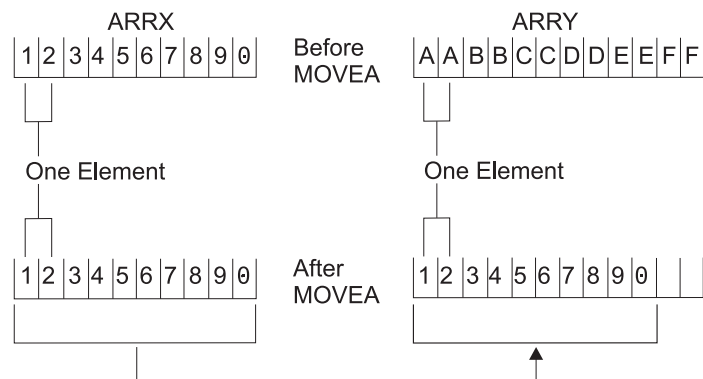 ARRX ARRY
1 2 3 4 5 6 7 8 9 0 Before MOVEA A A B B C C D D E E F F
One Element One Element
1 2 3 4 5 6 7 8 9 0 After MOVEA 1 2 3 4 5 6 7 8 9 0